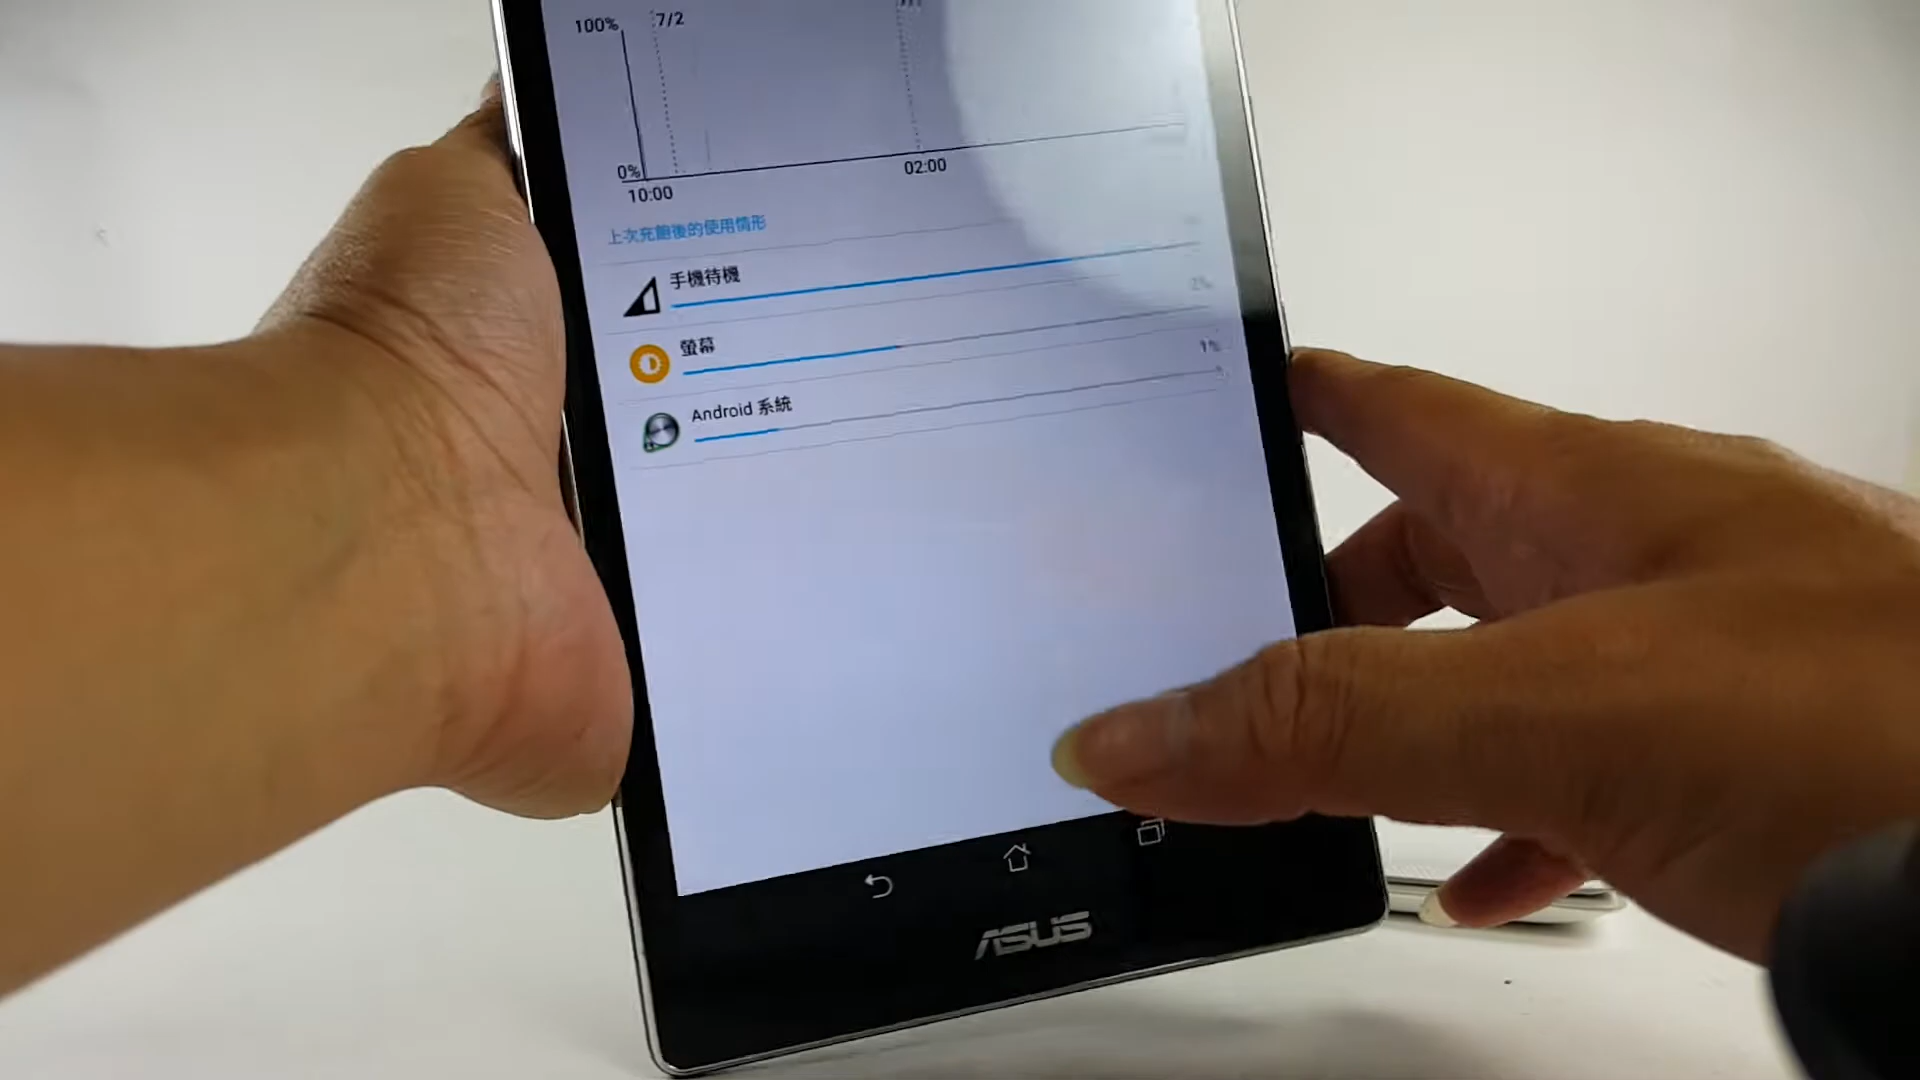 100%
7/2
0%
10:00
02:00
上次充飽後的使用情形
手機待機
2%
螢幕
1%
Android 系統
ASUS